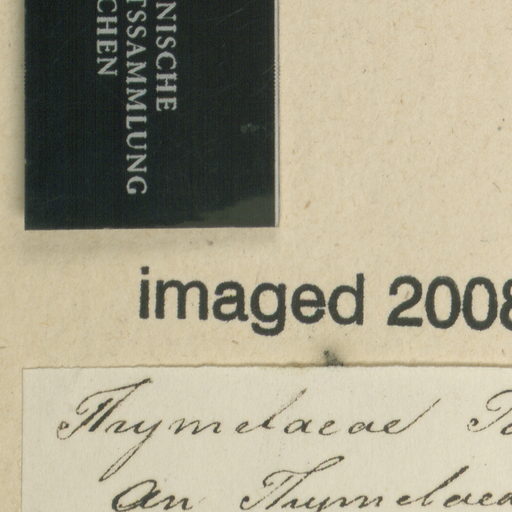 NISCHE
TSSAMMLUNG
CHEN
imaged 2008
Thymelaeae
an Thymelaea